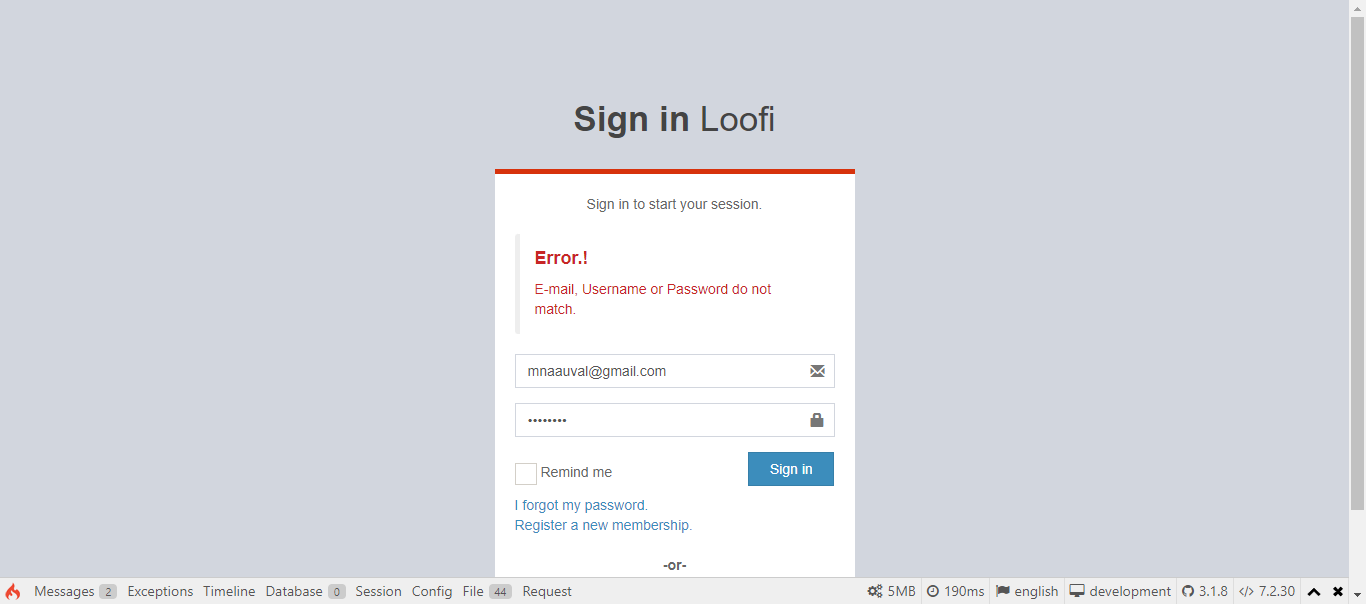 Sign in Loofi
Sign in to start your session.
Error.!
E-mail, Username or Password do not
match.
mnaauval@gmail.com
••••••••
Remind me
Sign in
I forgot my password.
Register a new membership.
-or-
Messages 2 Exceptions Timeline Database 0 Session Config File 44 Request 5MB 190ms english development 3.1.8 7.2.30